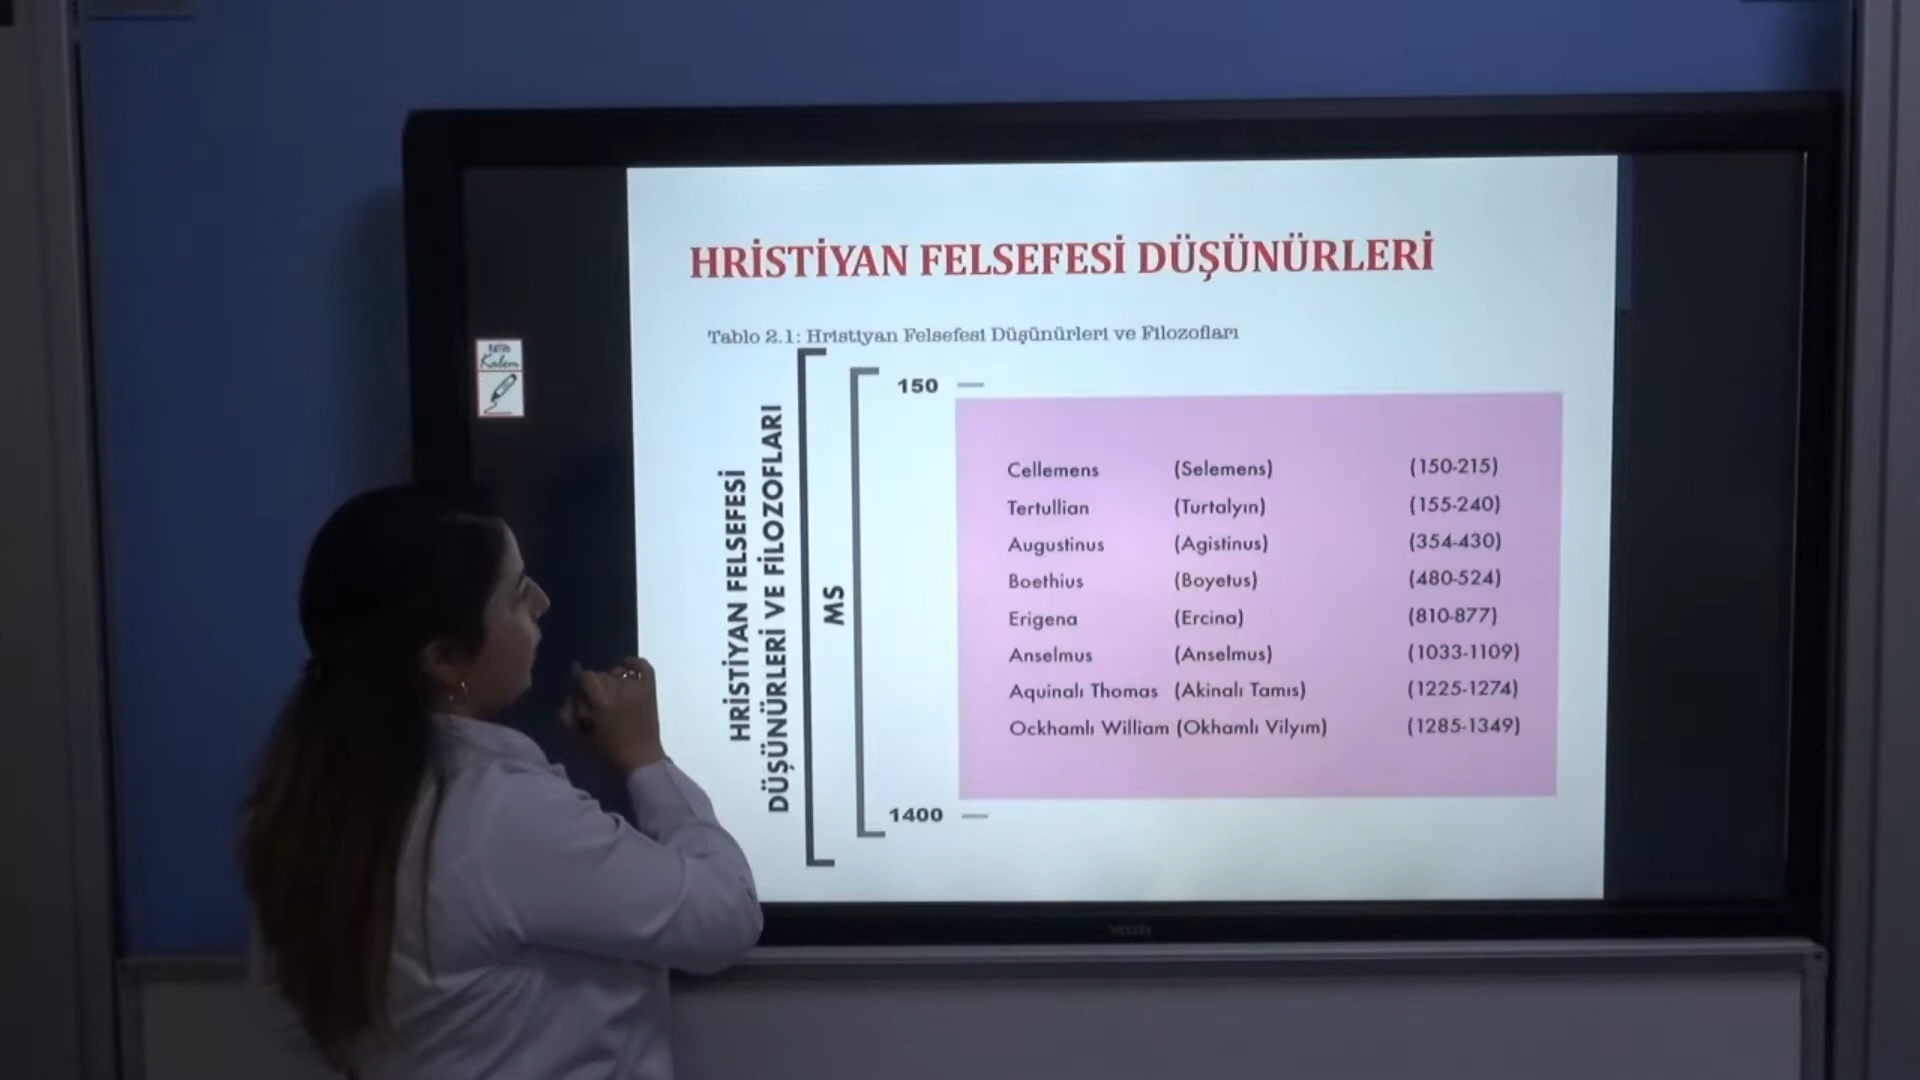 HRİSTİYAN FELSEFESİ DÜŞÜNÜRLERİ
Tablo 2.1: Hristiyan Felsefesi Düşünürleri ve Filozofları
Kalem
HRİSTİYAN FELSEFESİ
DÜŞÜNÜRLERİ VE FİLOZOFLARI
MS
150
Cellemens (Selemens) (150-215)
Tertullian (Turtalyın) (155-240)
Augustinus (Agistinus) (354-430)
Boethius (Boyetus) (480-524)
Erigena (Ercina) (810-877)
Anselmus (Anselmus) (1033-1109)
Aquinalı Thomas (Akinalı Tamıs) (1225-1274)
Ockhamlı William (Okhamlı Vilyım) (1285-1349)
1400